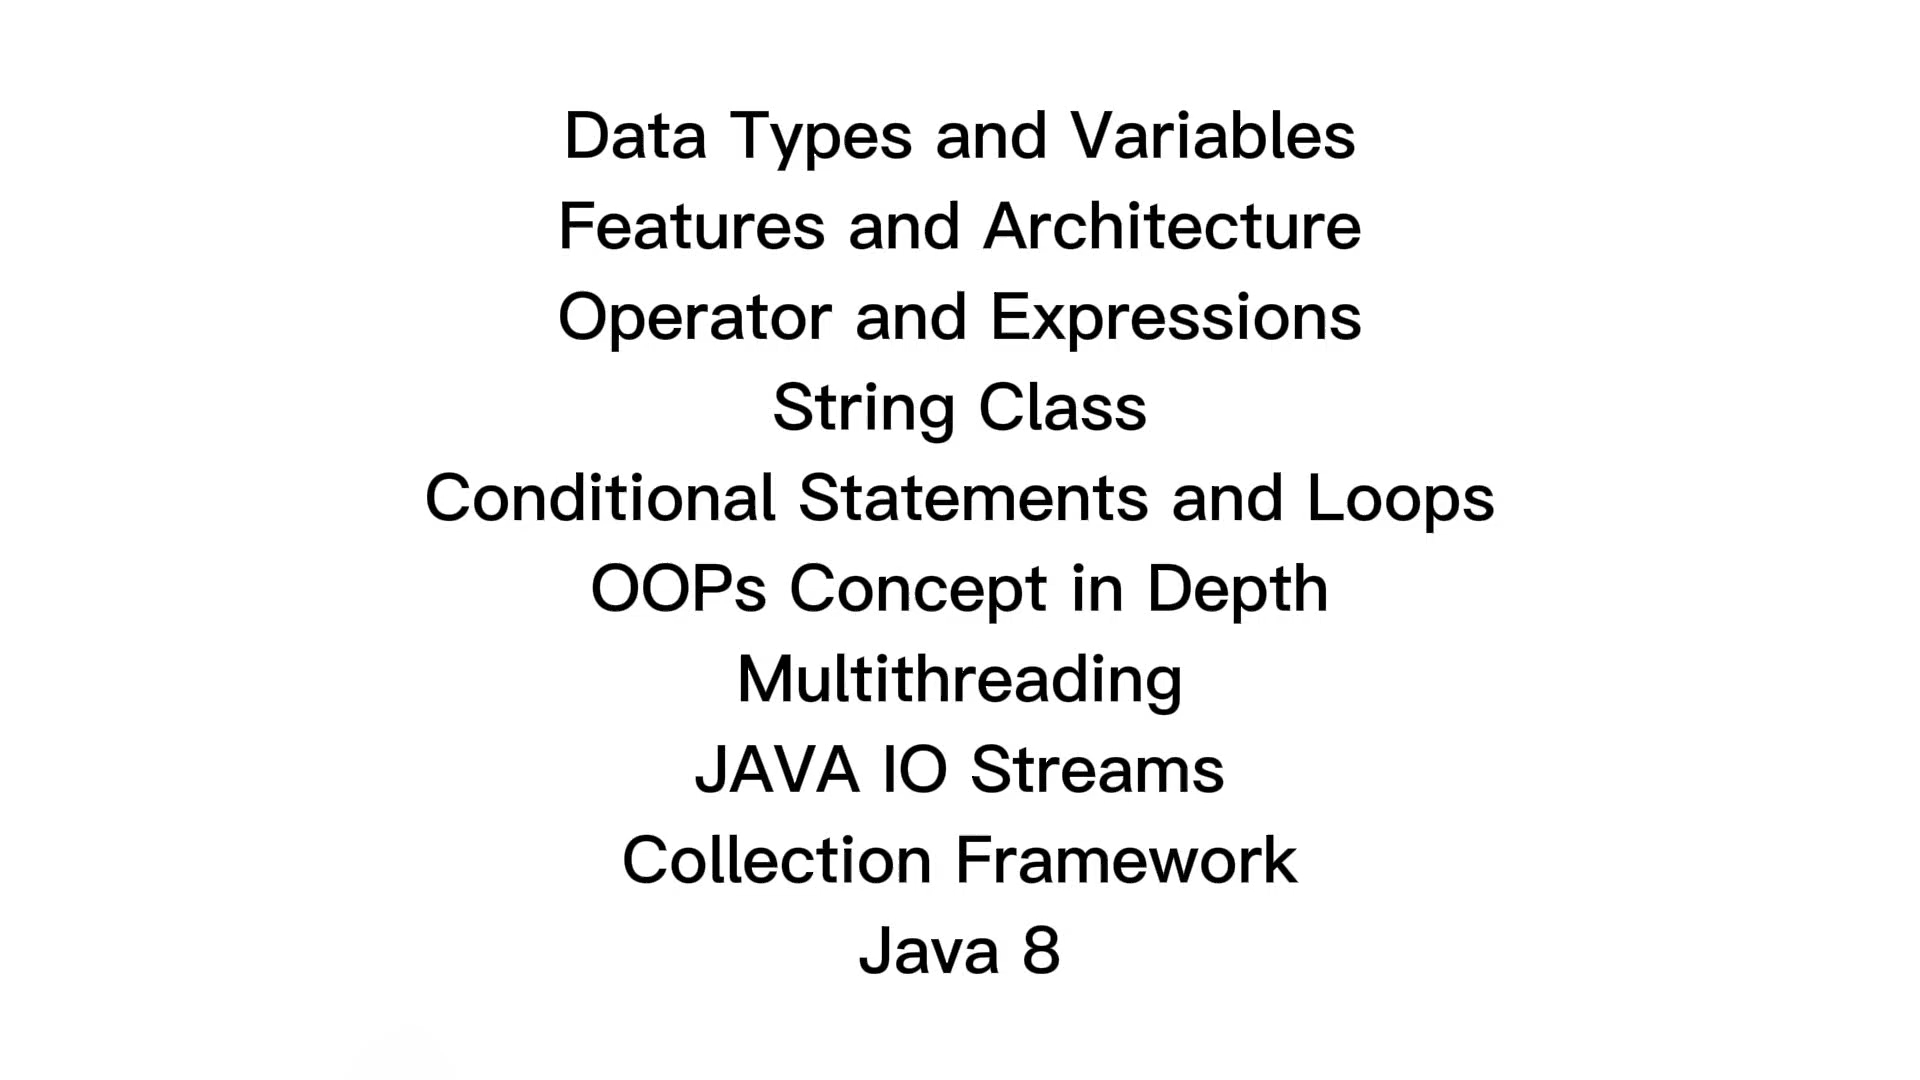 Data Types and Variables
Features and Architecture
Operator and Expressions
String Class
Conditional Statements and Loops
OOPs Concept in Depth
Multithreading
JAVA IO Streams
Collection Framework
Java 8